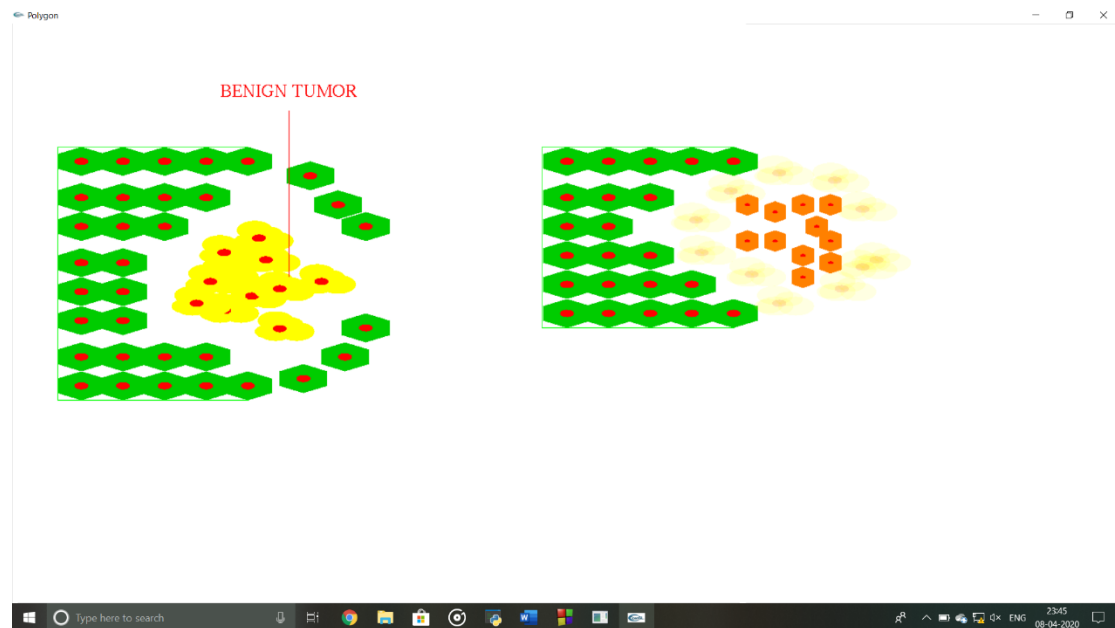 Polygon
BENIGN TUMOR
Type here to search
ENG
23:45
08-04-2020